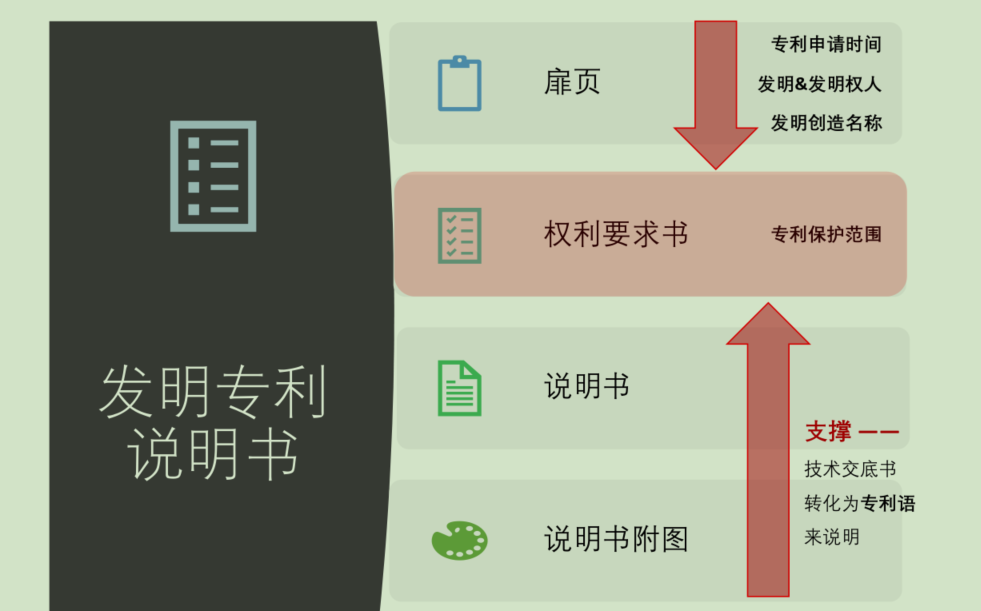 发明专利
说明书
扉页
专利申请时间
发明&发明权人
发明创造名称
权利要求书
专利保护范围
说明书
支撑 ——
技术交底书
转化为专利语
来说明
说明书附图